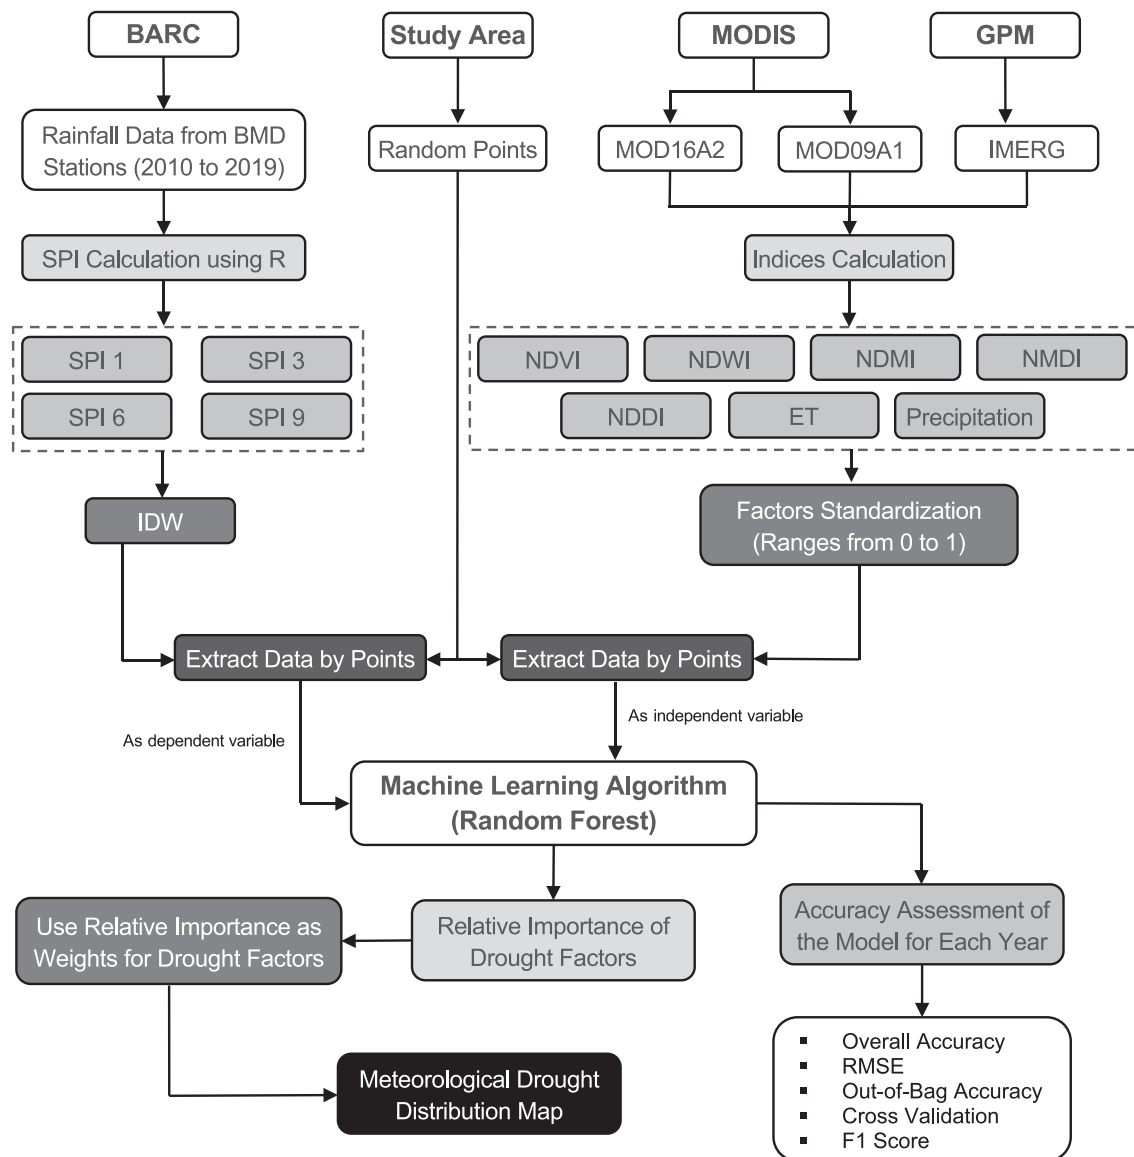 BARC
Study Area
MODIS
GPM
Rainfall Data from BMD
Stations (2010 to 2019)
Random Points
MOD16A2
MOD09A1
IMERG
SPI Calculation using R
Indices Calculation
SPI 1
SPI 3
SPI 6
SPI 9
NDVI
NDWI
NDMI
NMDI
NDDI
ET
Precipitation
IDW
Factors Standardization
(Ranges from 0 to 1)
Extract Data by Points
Extract Data by Points
As dependent variable
As independent variable
Machine Learning Algorithm
(Random Forest)
Use Relative Importance as
Weights for Drought Factors
Relative Importance of
Drought Factors
Accuracy Assessment of
the Model for Each Year
Meteorological Drought
Distribution Map
▪ Overall Accuracy
▪ RMSE
▪ Out-of-Bag Accuracy
▪ Cross Validation
▪ F1 Score